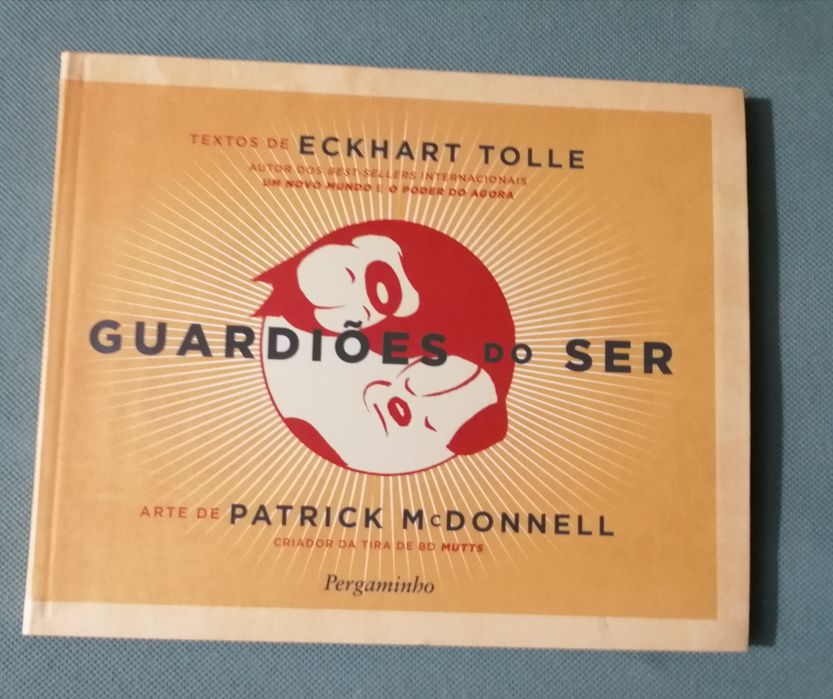 TEXTOS DE ECKHART TOLLE
AUTOR DOS BEST-SELLERS INTERNACIONAIS
UM NOVO MUNDO E O PODER DO AGORA
GUARDIÕES DO SER
ARTE DE PATRICK McDONNELL
CRIADOR DA TIRA DE BD MUTTS
Pergaminho